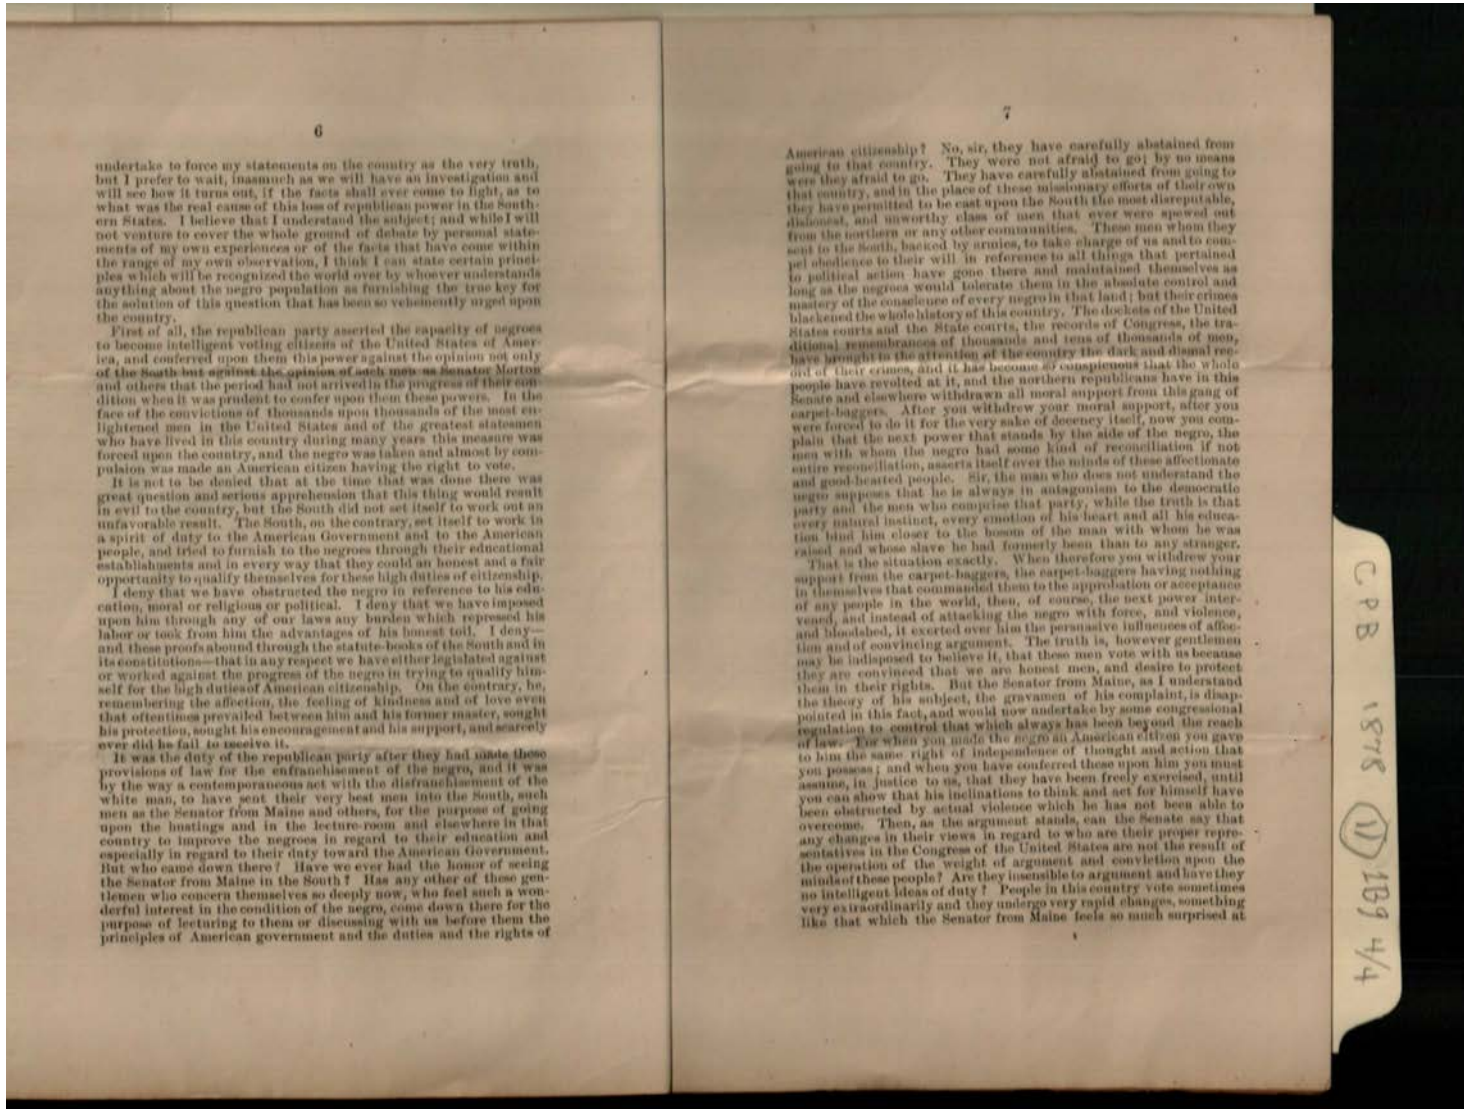 6
undertake to force my statements on the country as the very truth,
but I prefer to wait, inasmuch as we will have an investigation and
will see how it turns out, if the facts shall ever come to light, as to
what was the real cause of this loss of republican power in the South-
ern States. I believe that I understand the subject; and while I will
not venture to cover the whole ground of debate by personal state-
ments of my own experiences or of the facts that have come within
the range of my own observation, I think I can state certain princi-
ples which will be recognized the world over by whoever understands
anything about the negro population as furnishing the true key for
the solution of this question that has been so vehemently urged upon
the country.
First of all, the republican party asserted the capacity of negroes
to become intelligent voting citizens of the United States of Amer-
ica, and conferred upon them this power against the opinion not only
of the South but against the opinion of such men as Senator Morton
and others that the period had not arrived in the progress of their con-
dition when it was prudent to confer upon them these powers. In the
face of the convictions of thousands upon thousands of the most en-
lightened men in the United States and of the greatest statesmen
who have lived in this country during many years this measure was
forced upon the country, and the negro was taken and almost by com-
pulsion was made an American citizen having the right to vote.
It is not to be denied that at the time that was done there was
great question and serious apprehension that this thing would result
in evil to the country, but the South did not set itself to work out an
unfavorable result. The South, on the contrary, set itself to work in
a spirit of duty to the American Government and to the American
people, and tried to furnish to the negroes through their educational
establishments and in every way that they could an honest and a fair
opportunity to qualify themselves for these high duties of citizenship.
I deny that we have obstructed the negro in reference to his edu-
cation, moral or religious or political. I deny that we have imposed
upon him through any of our laws any burden which repressed his
labor or took from him the advantages of his honest toil. I deny—
and these proofs abound through the statute-books of the South and in
its constitutions—that in any respect we have either legislated against
or worked against the progress of the negro in trying to qualify him-
self for the high duties of American citizenship. On the contrary, he,
remembering the affection, the feeling of kindness and of love even
that oftentimes prevailed between him and his former master, sought
his protection, sought his encouragement and his support, and scarcely
ever did he fail to receive it.
It was the duty of the republican party after they had made these
provisions of law for the enfranchisement of the negro, and it was
by the way a contemporaneous act with the disfranchisement of the
white man, to have sent their very best men into the South, such
men as the Senator from Maine and others, for the purpose of going
upon the hustings and in the lecture-room and elsewhere in that
country to improve the negroes in regard to their education and
especially in regard to their duty toward the American Government.
But who came down there? Have we ever had the honor of seeing
the Senator from Maine in the South? Has any other of these gen-
tlemen who concern themselves so deeply now, who feel such a won-
derful interest in the condition of the negro, come down there for the
purpose of lecturing to them or discussing with us before them the
principles of American government and the duties and the rights of
7
American citizenship? No, sir, they have carefully abstained from
going to that country. They were not afraid to go; by no means
were they afraid to go. They have carefully abstained from going to
that country, and in the place of these missionary efforts of their own
they have permitted to be cast upon the South the most disreputable,
dishonest, and unworthy class of men that ever were spewed out
from the northern or any other communities. These men whom they
sent to the South, backed by armies, to take charge of us and to com-
pel obedience to their will in reference to all things that pertained
to political action have gone there and maintained themselves as
long as the negroes would tolerate them in the absolute control and
mastery of the conscience of every negro in that land; but their crimes
blackened the whole history of this country. The dockets of the United
States courts and the State courts, the records of Congress, the tra-
ditional remembrances of thousands and tens of thousands of men,
have brought to the attention of the country the dark and dismal rec-
ord of their crimes, and it has become so conspicuous that the whole
people have revolted at it, and the northern republicans have in this
Senate and elsewhere withdrawn all moral support from this gang of
carpet-baggers. After you withdrew your moral support, after you
were forced to do it for the very sake of decency itself, now you com-
plain that the next power that stands by the side of the negro, the
men with whom the negro had some kind of reconciliation if not
entire reconciliation, asserts itself over the minds of these affectionate
and good-hearted people. Sir, the man who does not understand the
negro supposes that he is always in antagonism to the democratic
party and the men who comprise that party, while the truth is that
every natural instinct, every emotion of his heart and all his educa-
tion bind him closer to the bosom of the man with whom he was
raised and whose slave he had formerly been than to any stranger.
That is the situation exactly. When therefore you withdrew your
support from the carpet-baggers, the carpet-baggers having nothing
in themselves that commanded them to the approbation or acceptance
of any people in the world, then, of course, the next power inter-
vened, and instead of attacking the negro with force, and violence,
and bloodshed, it exerted over him the persuasive influences of affec-
tion and of convincing argument. The truth is, however gentlemen
may be indisposed to believe it, that these men vote with us because
they are convinced that we are honest men, and desire to protect
them in their rights. But the Senator from Maine, as I understand
the theory of his subject, the gravamen of his complaint, is disap-
pointed in this fact, and would now undertake by some congressional
regulation to control that which always has been beyond the reach
of law. For when you made the negro an American citizen you gave
to him the same right of independence of thought and action that
you possess; and when you have conferred these upon him you must
assume, in justice to us, that they have been freely exercised, until
you can show that his inclinations to think and act for himself have
been obstructed by actual violence which he has not been able to
overcome. Then, as the argument stands, can the Senate say that
any changes in their views in regard to who are their proper repre-
sentatives in the Congress of the United States are not the result of
the operation of the weight of argument and conviction upon the
minds of these people? Are they insensible to argument and have they
no intelligent ideas of duty? People in this country vote sometimes
very extraordinarily and they undergo very rapid changes, something
like that which the Senator from Maine feels so much surprised at
CPB 1878 (1) 1B9 4/4